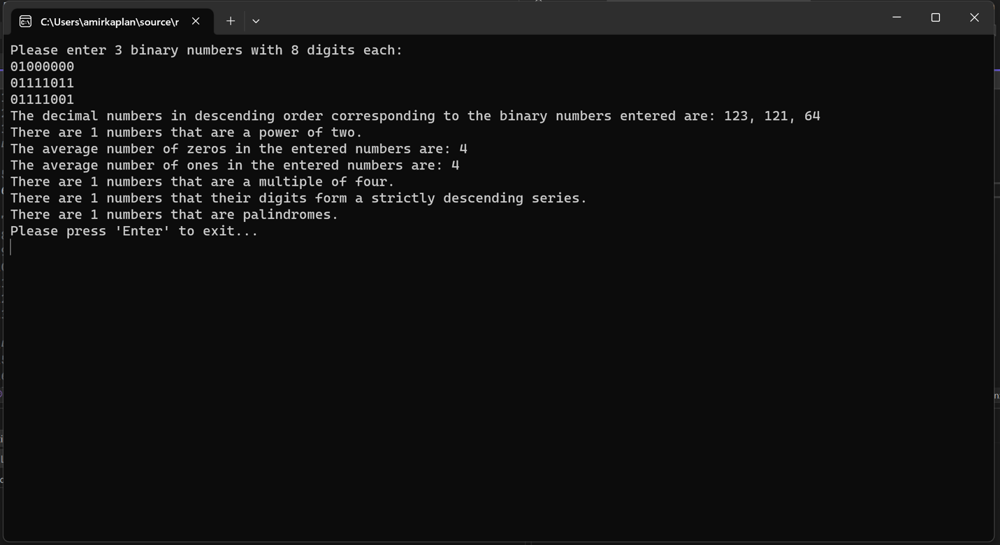 C:\Users\amirkaplan\source\r
Please enter 3 binary numbers with 8 digits each:
01000000
01111011
01111001
The decimal numbers in descending order corresponding to the binary numbers entered are: 123, 121, 64
There are 1 numbers that are a power of two.
The average number of zeros in the entered numbers are: 4
The average number of ones in the entered numbers are: 4
There are 1 numbers that are a multiple of four.
There are 1 numbers that their digits form a strictly descending series.
There are 1 numbers that are palindromes.
Please press 'Enter' to exit...